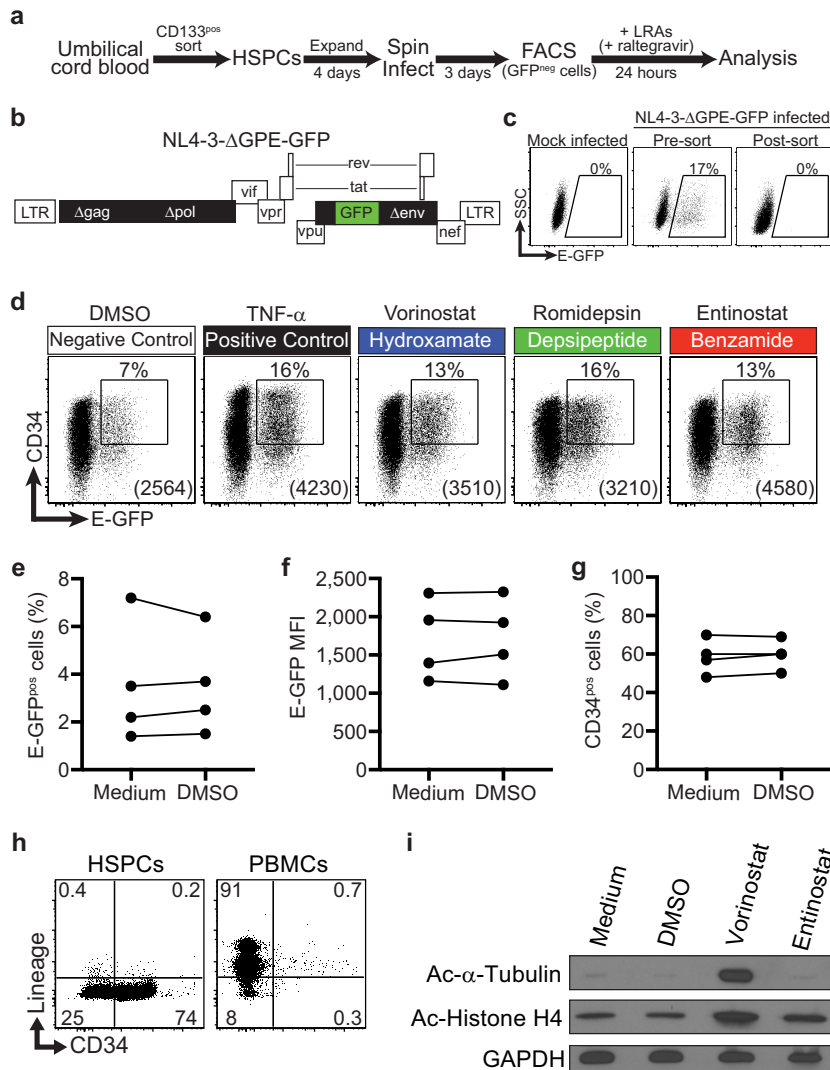 a
Umbilical cord blood
CD133pos sort
HSPCs
Expand 4 days
Spin Infect
3 days
FACS (GFPneg cells)
+ LRAs (+ raltegravir)
24 hours
Analysis
b
NL4-3-ΔGPE-GFP
rev
tat
LTR
Δgag
Δpol
vif
vpr
vpu
GFP
Δenv
nef
LTR
c
NL4-3-ΔGPE-GFP infected
Mock infected
Pre-sort
Post-sort
0%
17%
0%
SSC
E-GFP
d
DMSO
Negative Control
7%
(2564)
TNF-α
Positive Control
16%
(4230)
Vorinostat
Hydroxamate
13%
(3510)
Romidepsin
Depsipeptide
16%
(3210)
Entinostat
Benzamide
13%
(4580)
CD34
E-GFP
e
E-GFPpos cells (%)
8
6
4
2
0
Medium
DMSO
f
E-GFP MFI
2,500
2,000
1,500
1,000
500
0
Medium
DMSO
g
CD34pos cells (%)
100
80
60
40
20
0
Medium
DMSO
h
HSPCs
0.4
0.2
25
74
PBMCs
91
0.7
8
0.3
Lineage
CD34
i
Medium
DMSO
Vorinostat
Entinostat
Ac-α-Tubulin
Ac-Histone H4
GAPDH